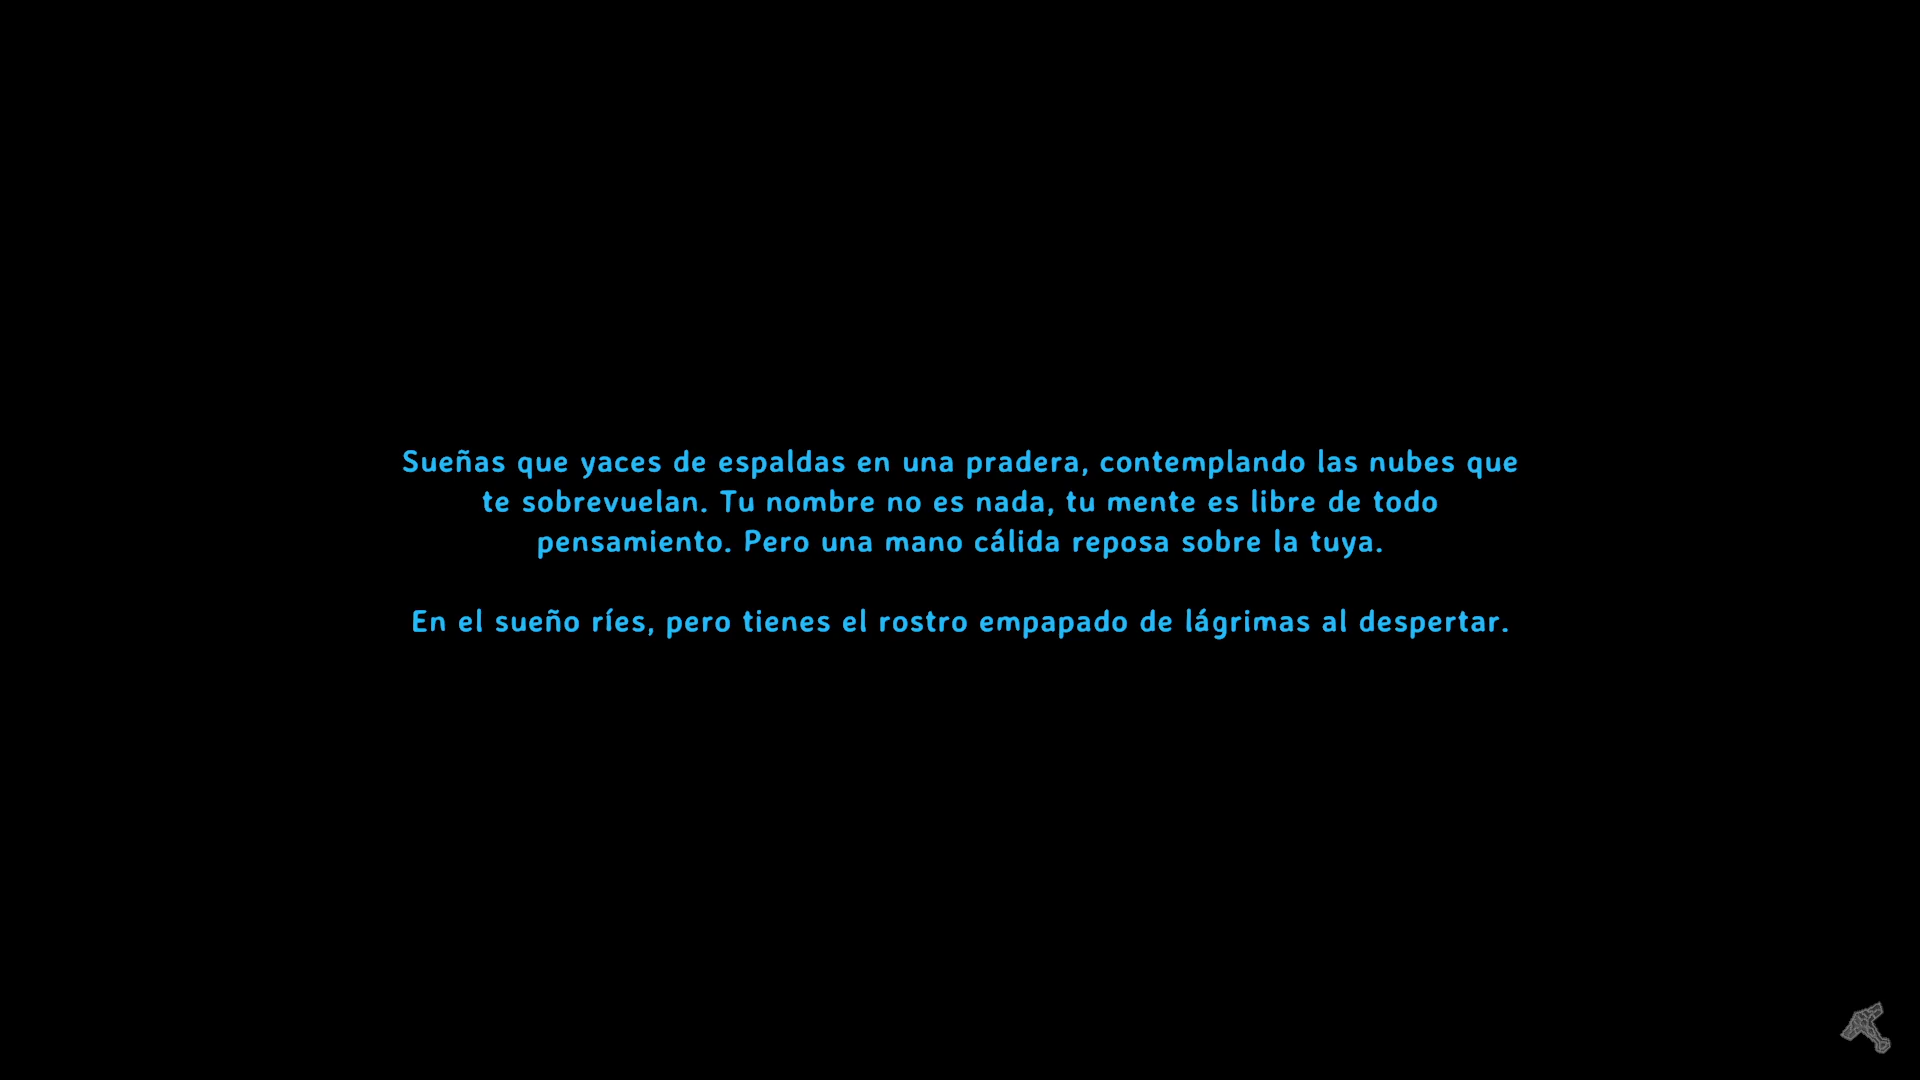 Sueñas que yaces de espaldas en una pradera, contemplando las nubes que
te sobrevuelan. Tu nombre no es nada, tu mente es libre de todo
pensamiento. Pero una mano cálida reposa sobre la tuya.
En el sueño ríes, pero tienes el rostro empapado de lágrimas al despertar.